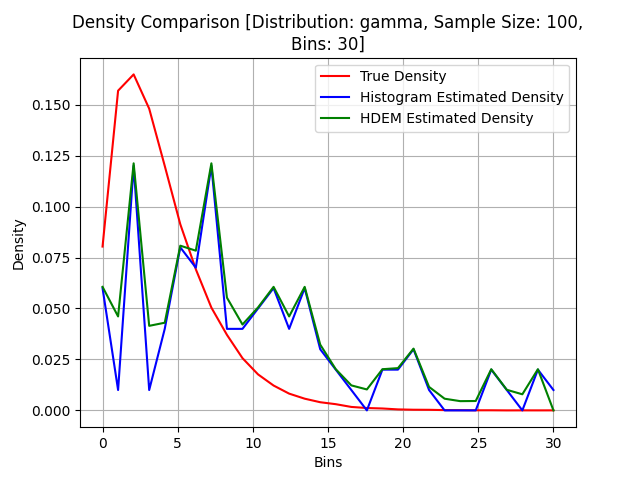 Density Comparison [Distribution: gamma, Sample Size: 100,
Bins: 30]
True Density
Histogram Estimated Density
HDEM Estimated Density
Density
0.150
0.125
0.100
0.075
0.050
0.025
0.000
0 5 10 15 20 25 30
Bins